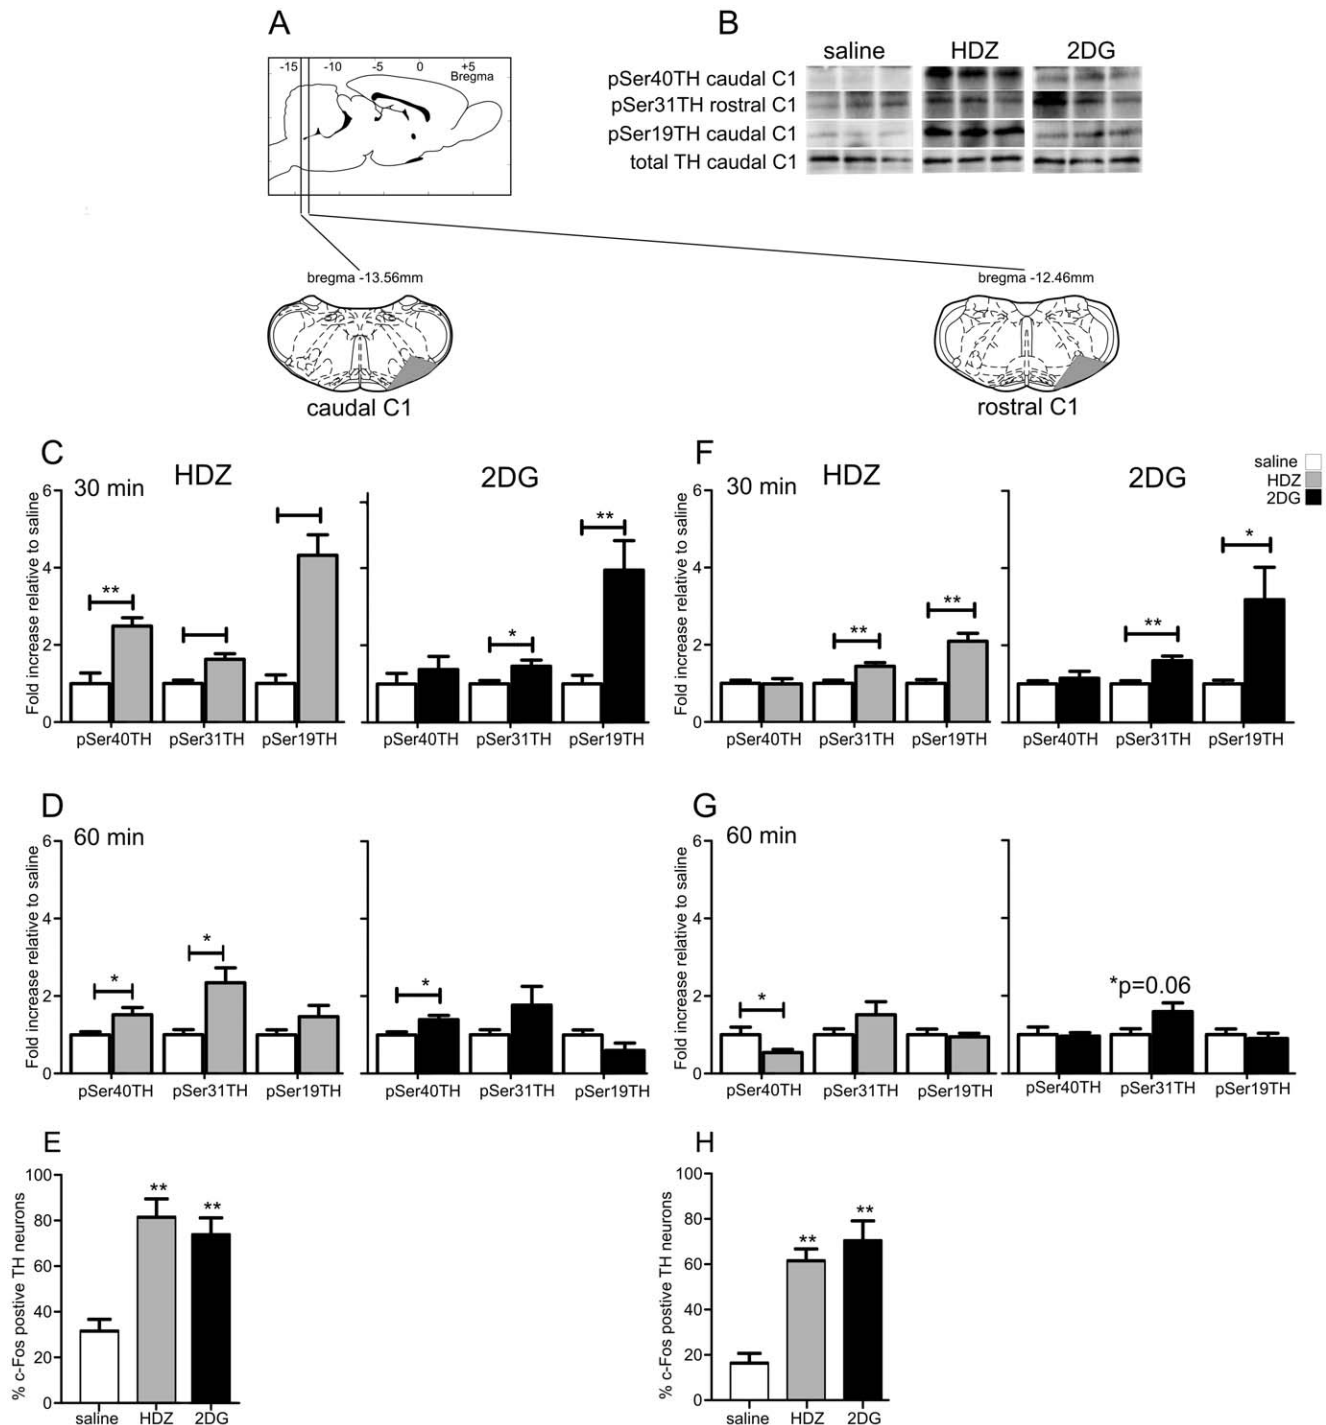 A
-15 -10 -5 0 +5
Bregma
B
saline HDZ 2DG
pSer40TH caudal C1
pSer31TH rostral C1
pSer19TH caudal C1
total TH caudal C1
bregma -13.56mm
caudal C1
bregma -12.46mm
rostral C1
C
30 min HDZ 2DG
Fold increase relative to saline
6
4
2
0
** * **
pSer40TH pSer31TH pSer19TH pSer40TH pSer31TH pSer19TH
F
30 min HDZ 2DG
saline
HDZ
2DG
Fold increase relative to saline
6
4
2
0
** ** ** *
pSer40TH pSer31TH pSer19TH pSer40TH pSer31TH pSer19TH
D
60 min
Fold increase relative to saline
6
4
2
0
* * *
pSer40TH pSer31TH pSer19TH pSer40TH pSer31TH pSer19TH
G
60 min
Fold increase relative to saline
6
4
2
0
* *p=0.06
pSer40TH pSer31TH pSer19TH pSer40TH pSer31TH pSer19TH
E
% c-Fos postive TH neurons
100
80
60
40
20
0
** **
saline HDZ 2DG
H
% c-Fos postive TH neurons
100
80
60
40
20
0
** **
saline HDZ 2DG